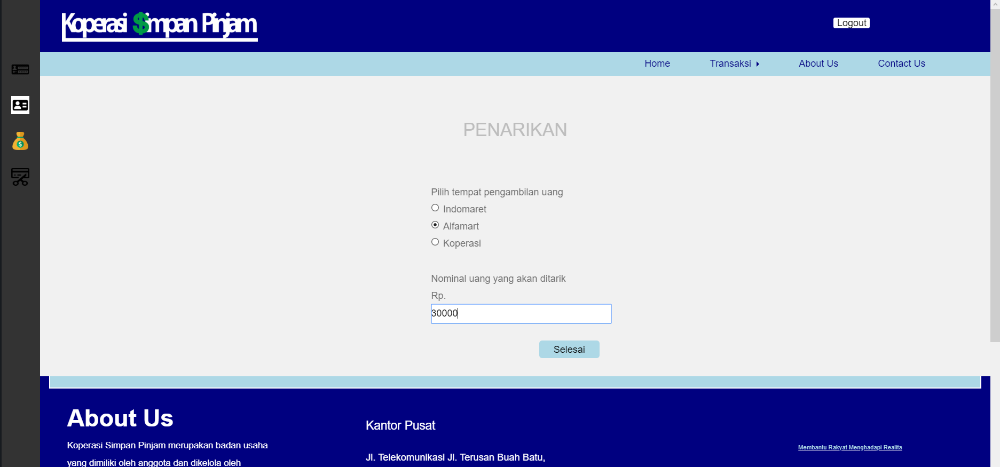 Koperasi $impan Pinjam
Logout
Home Transaksi About Us Contact Us
PENARIKAN
Pilih tempat pengambilan uang
Indomaret
Alfamart
Koperasi
Nominal uang yang akan ditarik
Rp.
30000
Selesai
About Us
Koperasi Simpan Pinjam merupakan badan usaha
yang dimiliki oleh anggota dan dikelola oleh
Kantor Pusat
Jl. Telekomunikasi Jl. Terusan Buah Batu,
Membantu Rakyat Menghadapi Realita